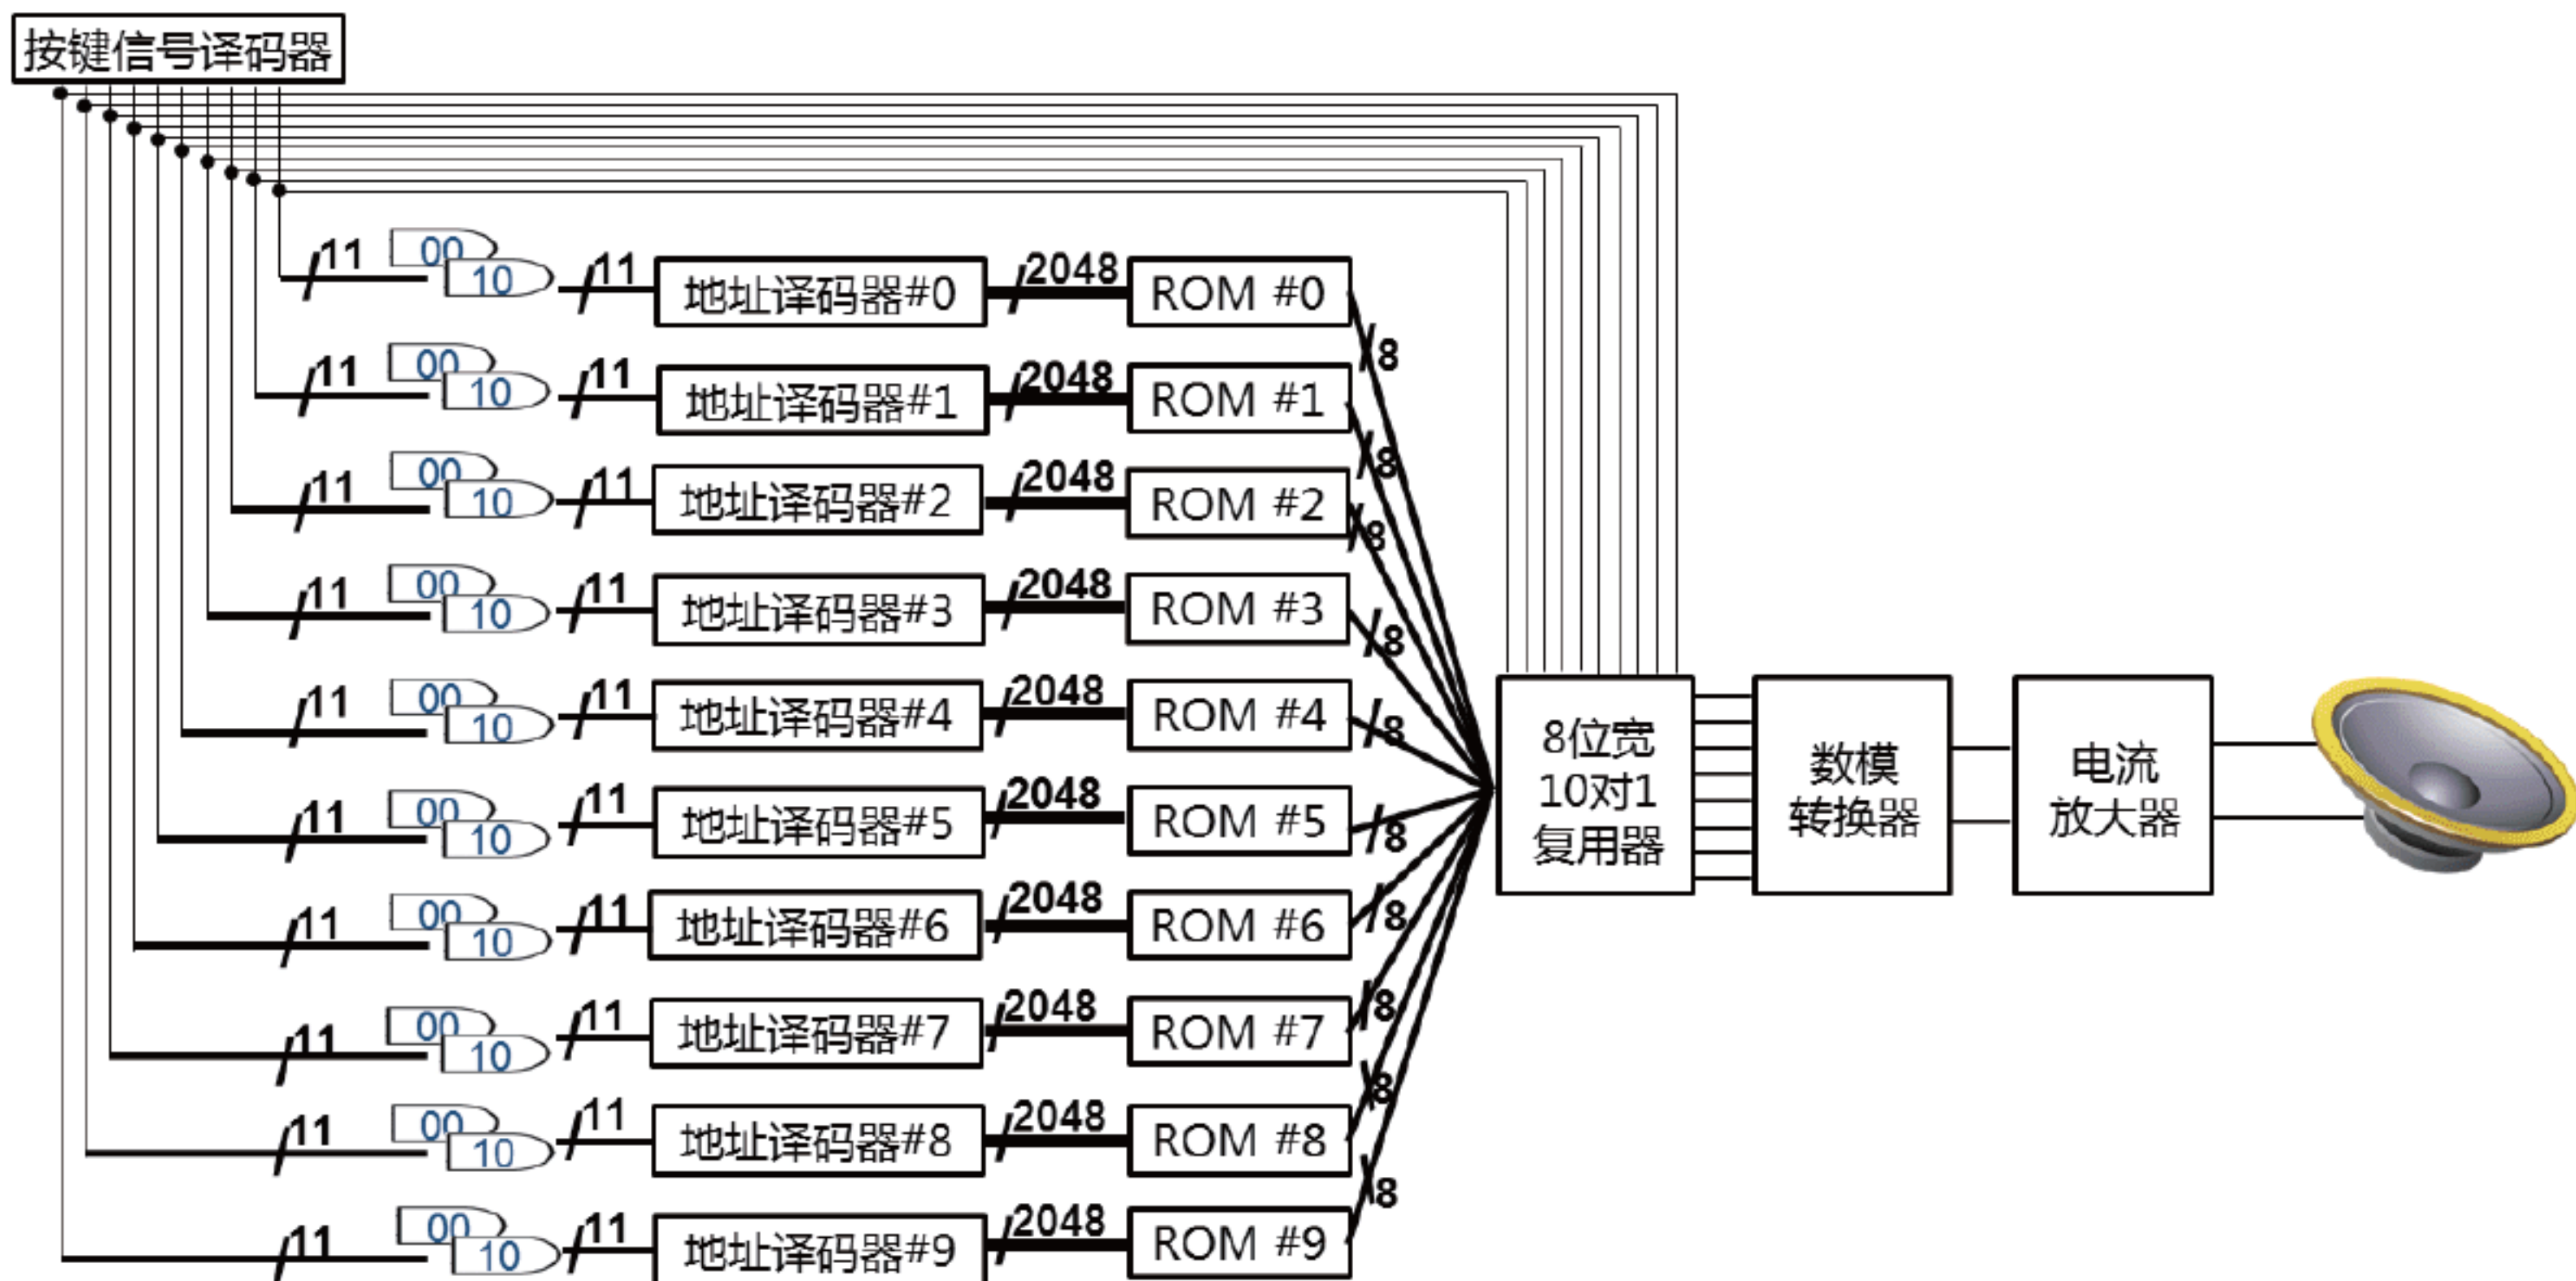 按键信号译码器
11 00 10 11 地址译码器#0 2048 ROM #0 8
11 00 10 11 地址译码器#1 2048 ROM #1 8
11 00 10 11 地址译码器#2 2048 ROM #2 8
11 00 10 11 地址译码器#3 2048 ROM #3 8
11 00 10 11 地址译码器#4 2048 ROM #4 8
11 00 10 11 地址译码器#5 2048 ROM #5 8
11 00 10 11 地址译码器#6 2048 ROM #6 8
11 00 10 11 地址译码器#7 2048 ROM #7 8
11 00 10 11 地址译码器#8 2048 ROM #8 8
11 00 10 11 地址译码器#9 2048 ROM #9 8
8位宽
10对1
复用器
数模
转换器
电流
放大器